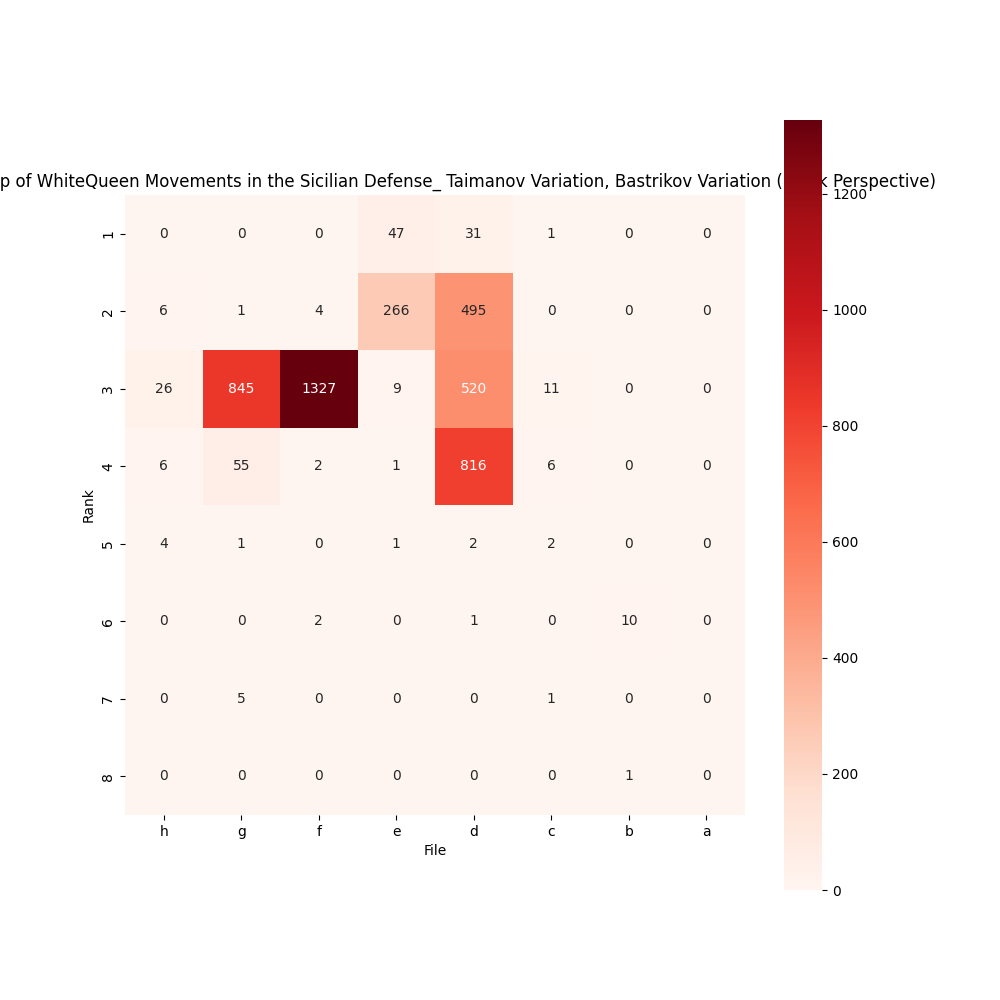 p of WhiteQueen Movements in the Sicilian Defense_ Taimanov Variation, Bastrikov Variation ( k Perspective)
1200
1 0 0 0 47 31 1 0 0
1000
2 6 1 4 266 495 0 0 0
3 26 845 1327 9 520 11 0 0
800
4 6 55 2 1 816 6 0 0
Rank
5 4 1 0 1 2 2 0 0
600
6 0 0 2 0 1 0 10 0
400
7 0 5 0 0 0 1 0 0
8 0 0 0 0 0 0 1 0
200
h g f e d c b a
File
0